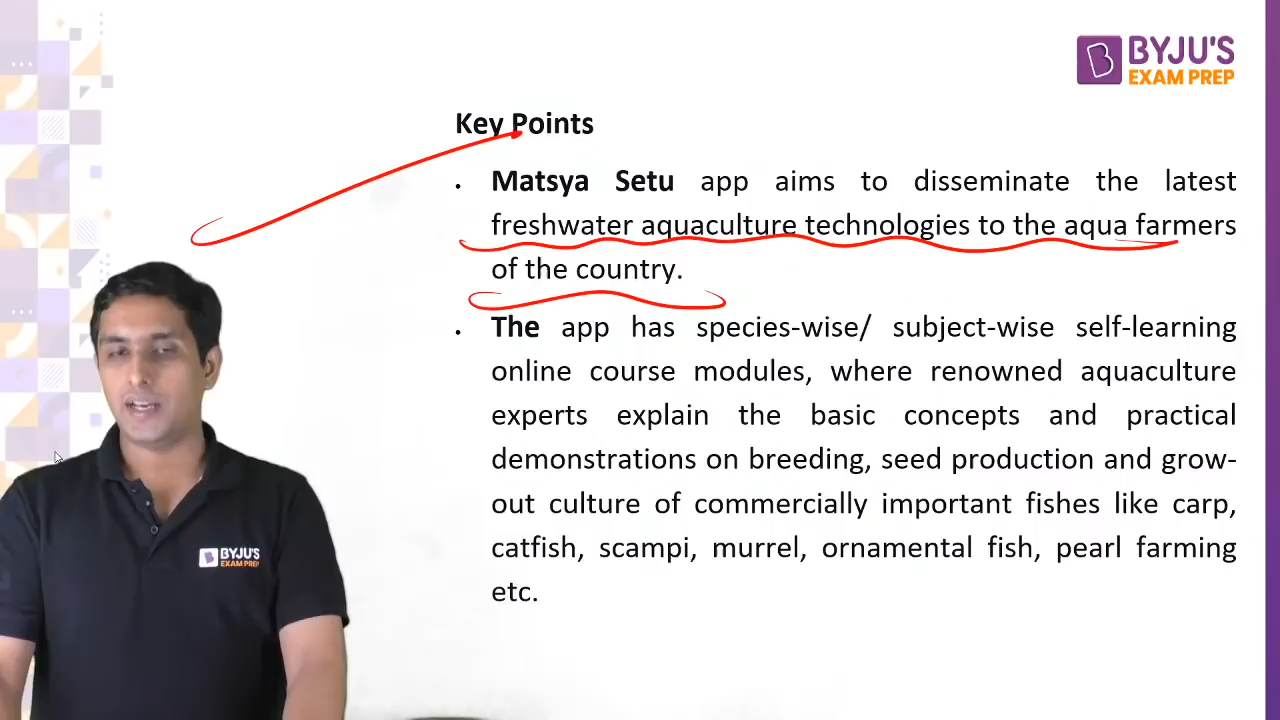 BYJU'S
EXAM PREP
Key Points
• Matsya Setu app aims to disseminate the latest
freshwater aquaculture technologies to the aqua farmers
of the country.
• The app has species-wise/ subject-wise self-learning
online course modules, where renowned aquaculture
experts explain the basic concepts and practical
demonstrations on breeding, seed production and grow-
out culture of commercially important fishes like carp,
catfish, scampi, murrel, ornamental fish, pearl farming
etc.
BYJU'S
EXAM PREP